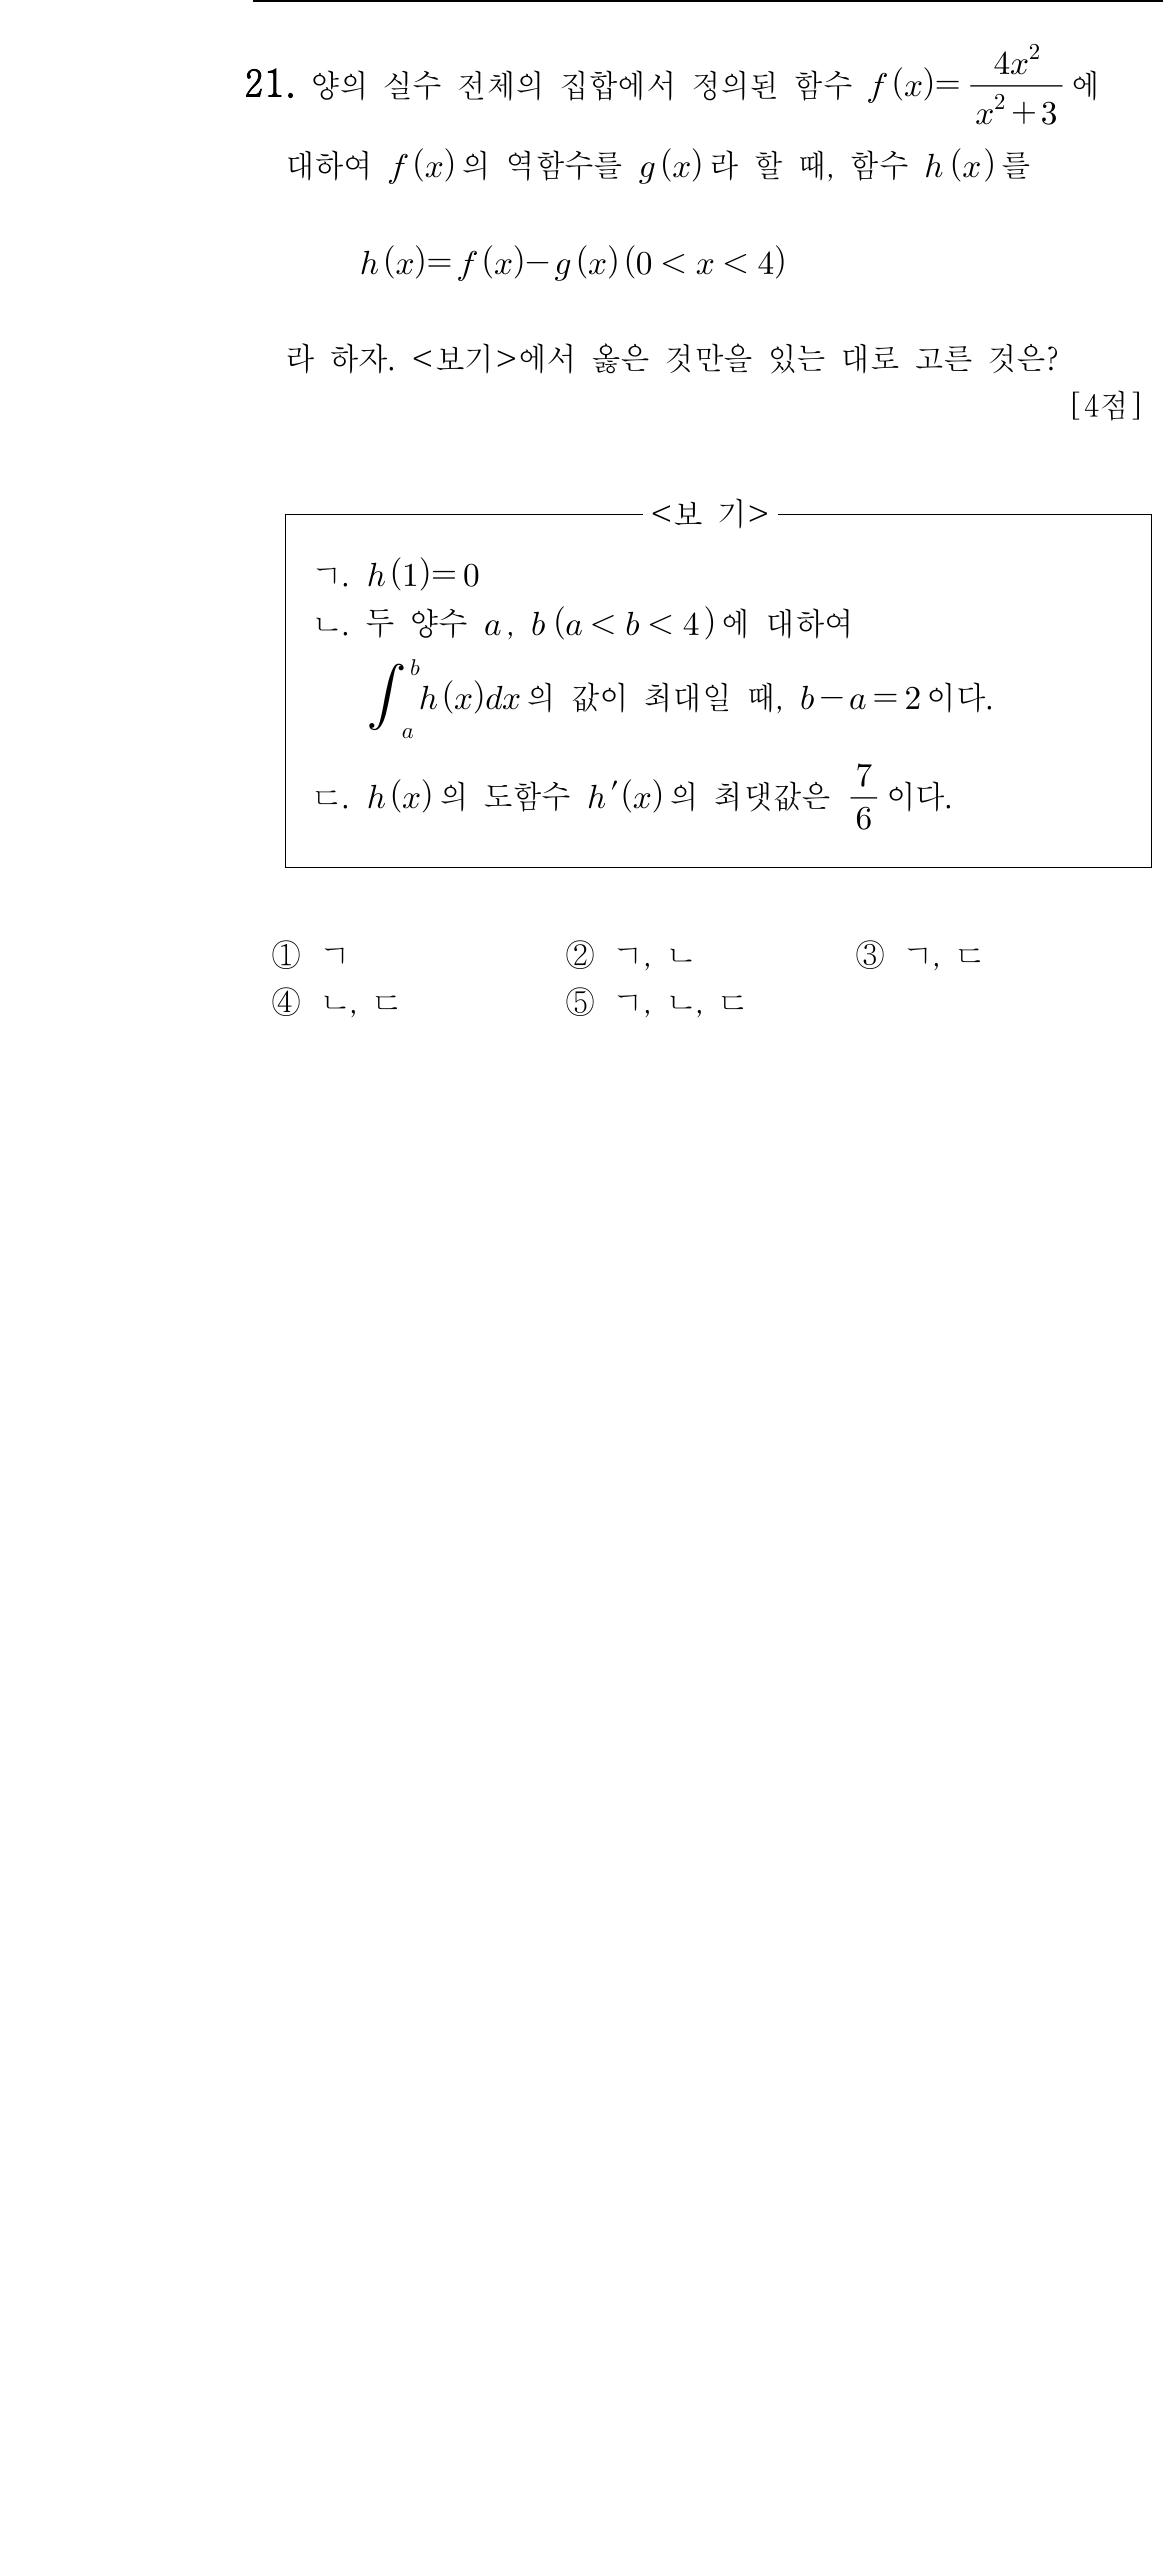 21. 양의 실수 전체의 집합에서 정의된 함수 f(x)=\frac{4x^2}{x^2+3}에
대하여 f(x)의 역함수를 g(x)라 할 때, 함수 h(x)를
h(x)=f(x)-g(x)(0<x<4)
라 하자. <보기>에서 옳은 것만을 있는 대로 고른 것은?
[4점]
<보 기>
ㄱ. h(1)=0
ㄴ. 두 양수 a, b(a<b<4)에 대하여
\int_a^b h(x)dx의 값이 최대일 때, b-a=2이다.
ㄷ. h(x)의 도함수 h'(x)의 최댓값은 \frac{7}{6}이다.
① ㄱ ② ㄱ, ㄴ ③ ㄱ, ㄷ
④ ㄴ, ㄷ ⑤ ㄱ, ㄴ, ㄷ